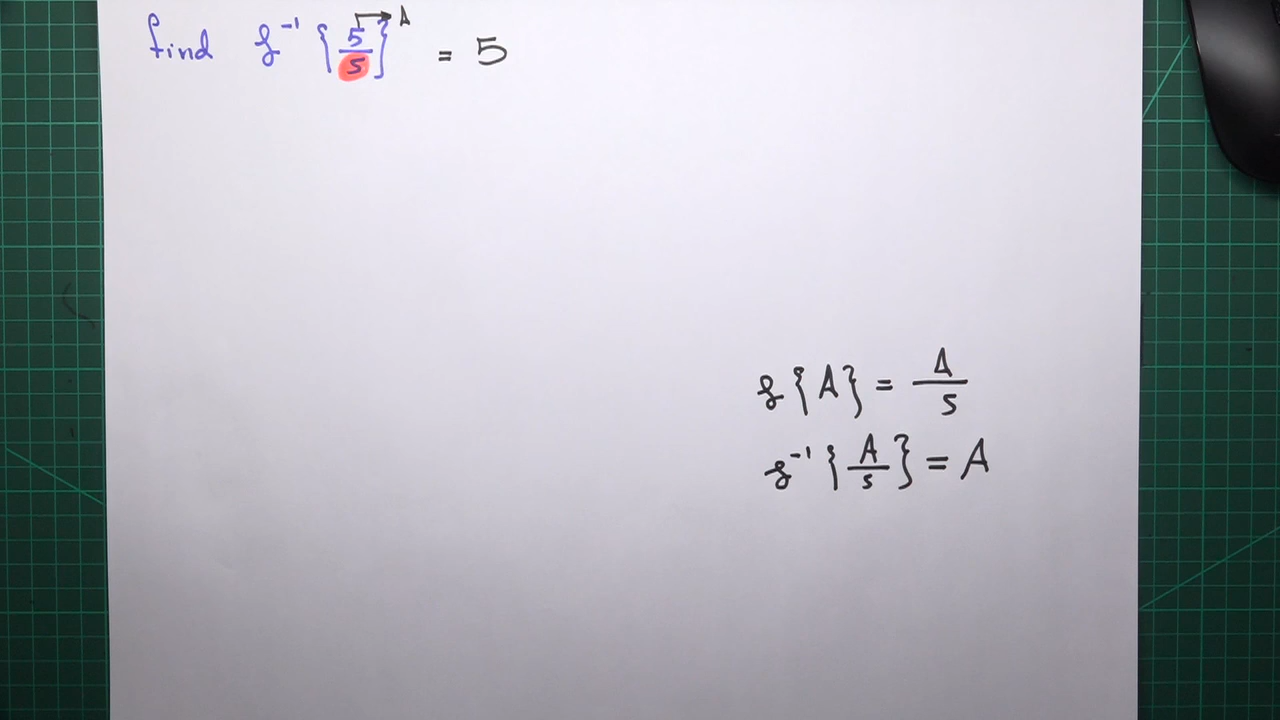 find ℒ⁻¹ {5/s} = 5
A
ℒ{A} = A/s
ℒ⁻¹{A/s} = A